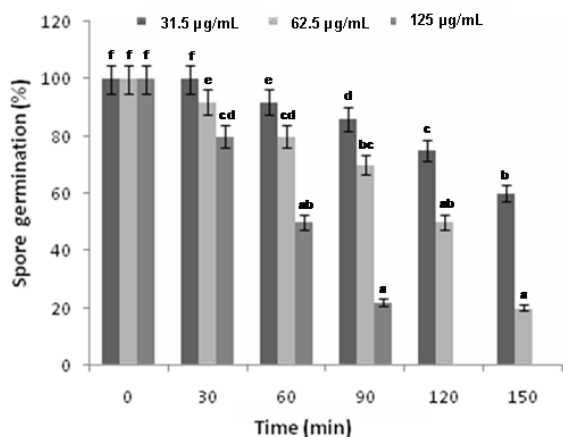 31.5 µg/mL 62.5 µg/mL 125 µg/mL
120
100
80
60
40
20
0
Spore germination (%)
f f f f e cd e cd ab d bc a c ab b a
0 30 60 90 120 150
Time (min)